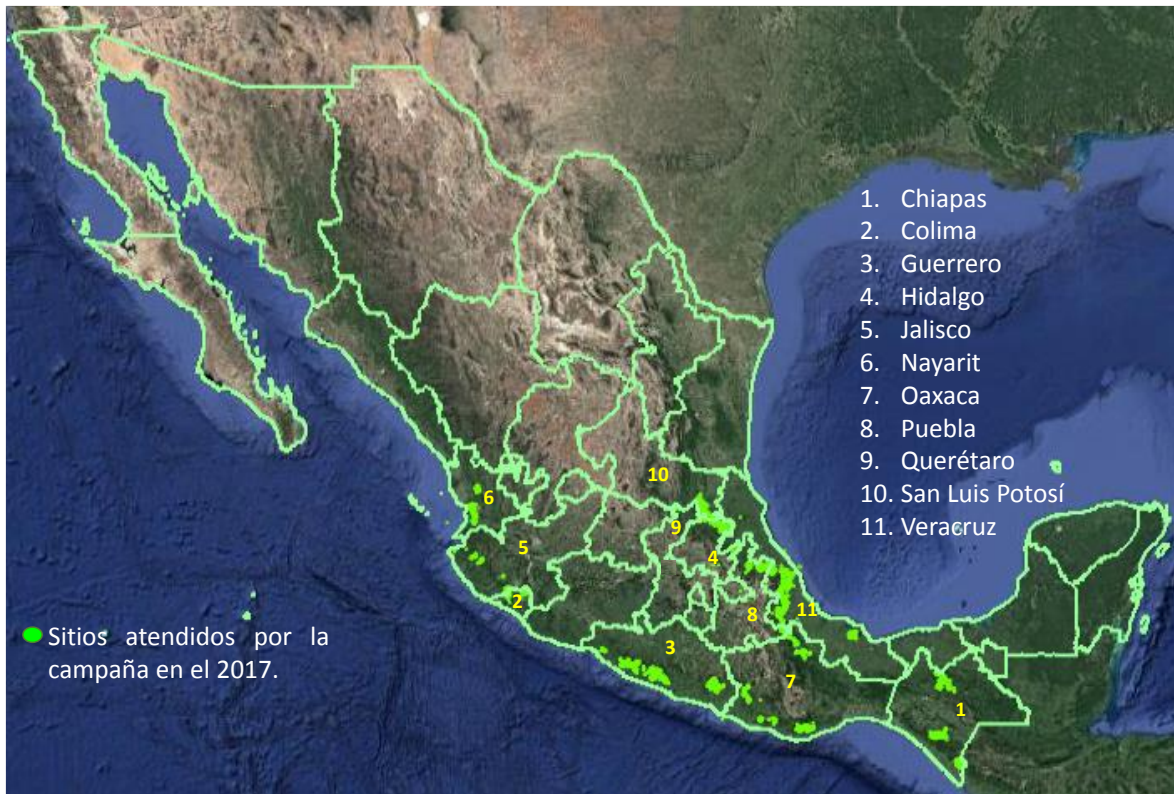 1. Chiapas
2. Colima
3. Guerrero
4. Hidalgo
5. Jalisco
6. Nayarit
7. Oaxaca
8. Puebla
9. Querétaro
10. San Luis Potosí
11. Veracruz
10
6
9
5
4
2
8
11
3
7
1
Sitios atendidos por la
campaña en el 2017.